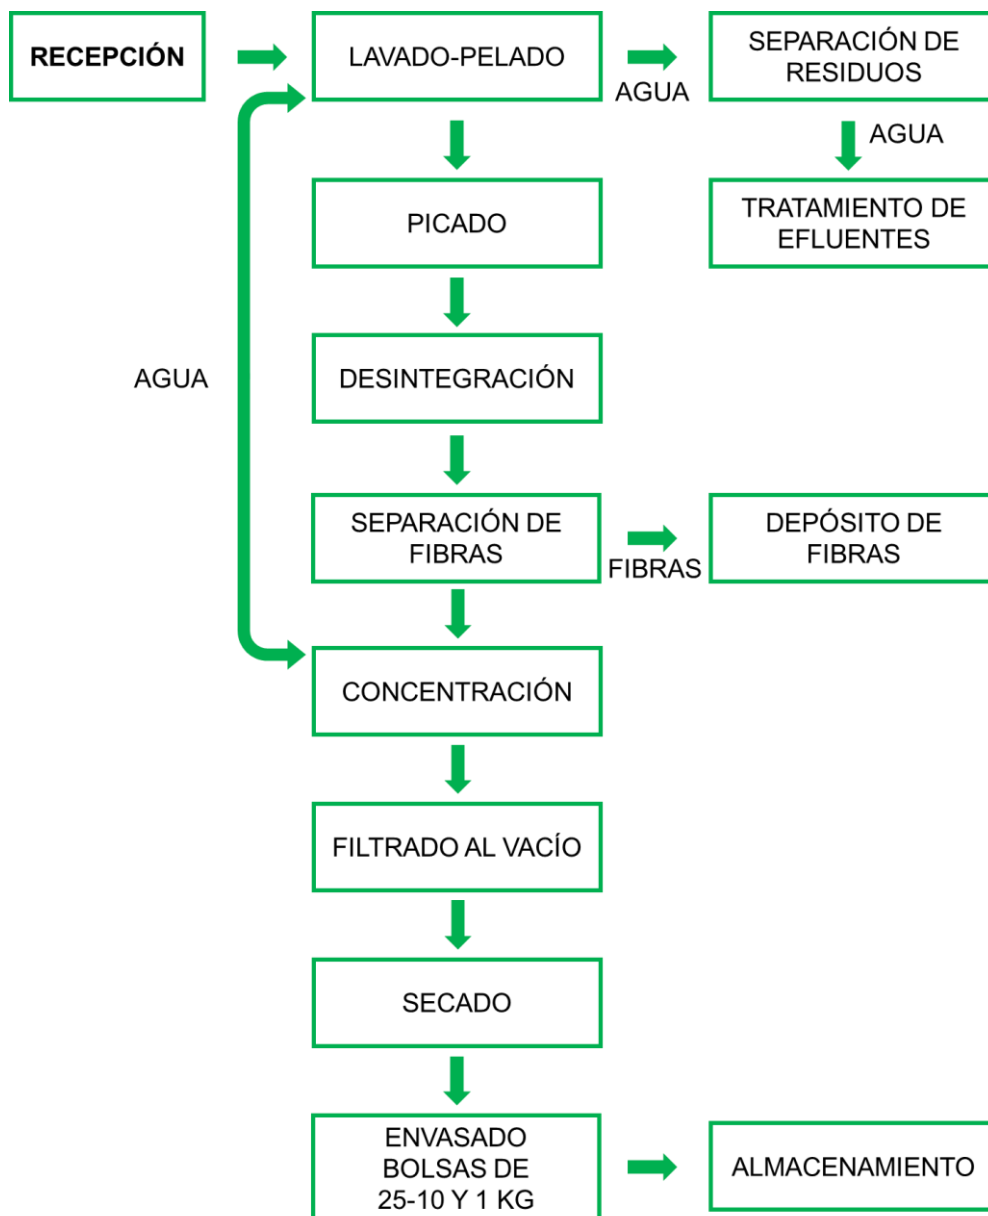 RECEPCIÓN
LAVADO-PELADO
AGUA
SEPARACIÓN DE
RESIDUOS
AGUA
PICADO
TRATAMIENTO DE
EFLUENTES
AGUA
DESINTEGRACIÓN
SEPARACIÓN DE
FIBRAS
FIBRAS
DEPÓSITO DE
FIBRAS
CONCENTRACIÓN
FILTRADO AL VACÍO
SECADO
ENVASADO
BOLSAS DE
25-10 Y 1 KG
ALMACENAMIENTO